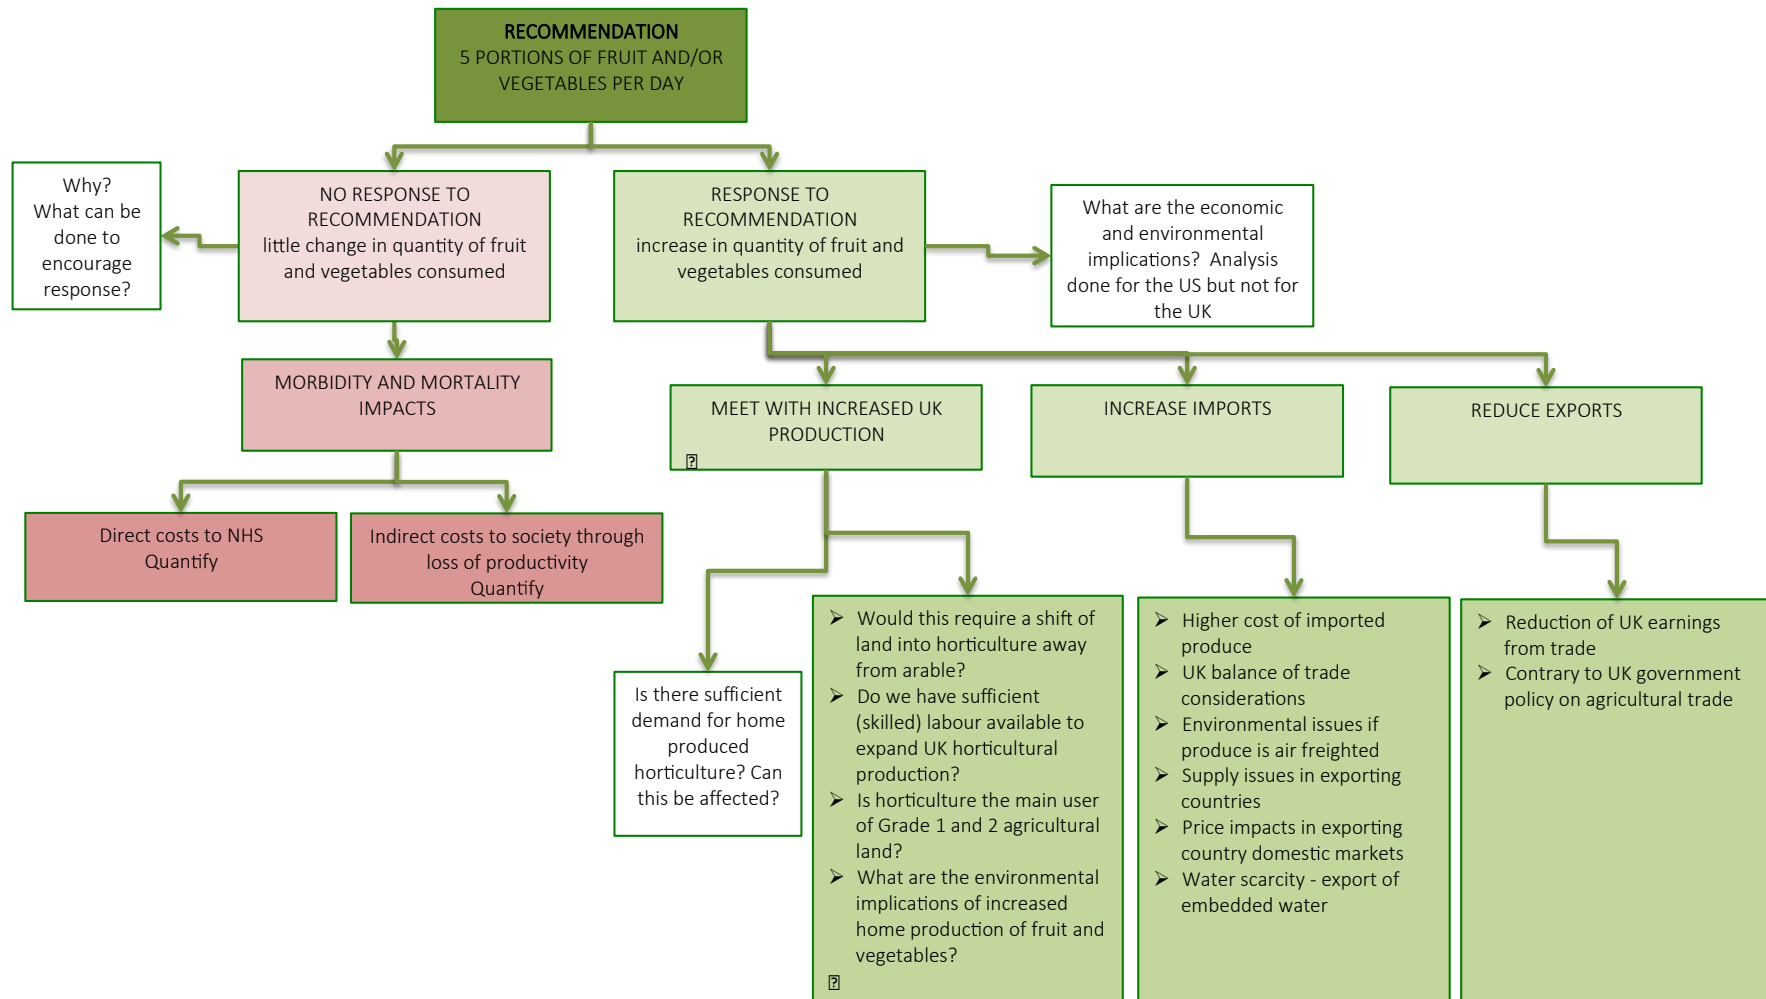 RECOMMENDATION
5 PORTIONS OF FRUIT AND/OR
VEGETABLES PER DAY
Why?
What can be
done to
encourage
response?
NO RESPONSE TO
RECOMMENDATION
little change in quantity of fruit
and vegetables consumed
RESPONSE TO
RECOMMENDATION
increase in quantity of fruit and
vegetables consumed
What are the economic
and environmental
implications? Analysis
done for the US but not for
the UK
MORBIDITY AND MORTALITY
IMPACTS
MEET WITH INCREASED UK
PRODUCTION
INCREASE IMPORTS
REDUCE EXPORTS
Direct costs to NHS
Quantify
Indirect costs to society through
loss of productivity
Quantify
Is there sufficient
demand for home
produced
horticulture? Can
this be affected?
➢ Would this require a shift of
land into horticulture away
from arable?
➢ Do we have sufficient
(skilled) labour available to
expand UK horticultural
production?
➢ Is horticulture the main user
of Grade 1 and 2 agricultural
land?
➢ What are the environmental
implications of increased
home production of fruit and
vegetables?
➢ Higher cost of imported
produce
➢ UK balance of trade
considerations
➢ Environmental issues if
produce is air freighted
➢ Supply issues in exporting
countries
➢ Price impacts in exporting
country domestic markets
➢ Water scarcity - export of
embedded water
➢ Reduction of UK earnings
from trade
➢ Contrary to UK government
policy on agricultural trade